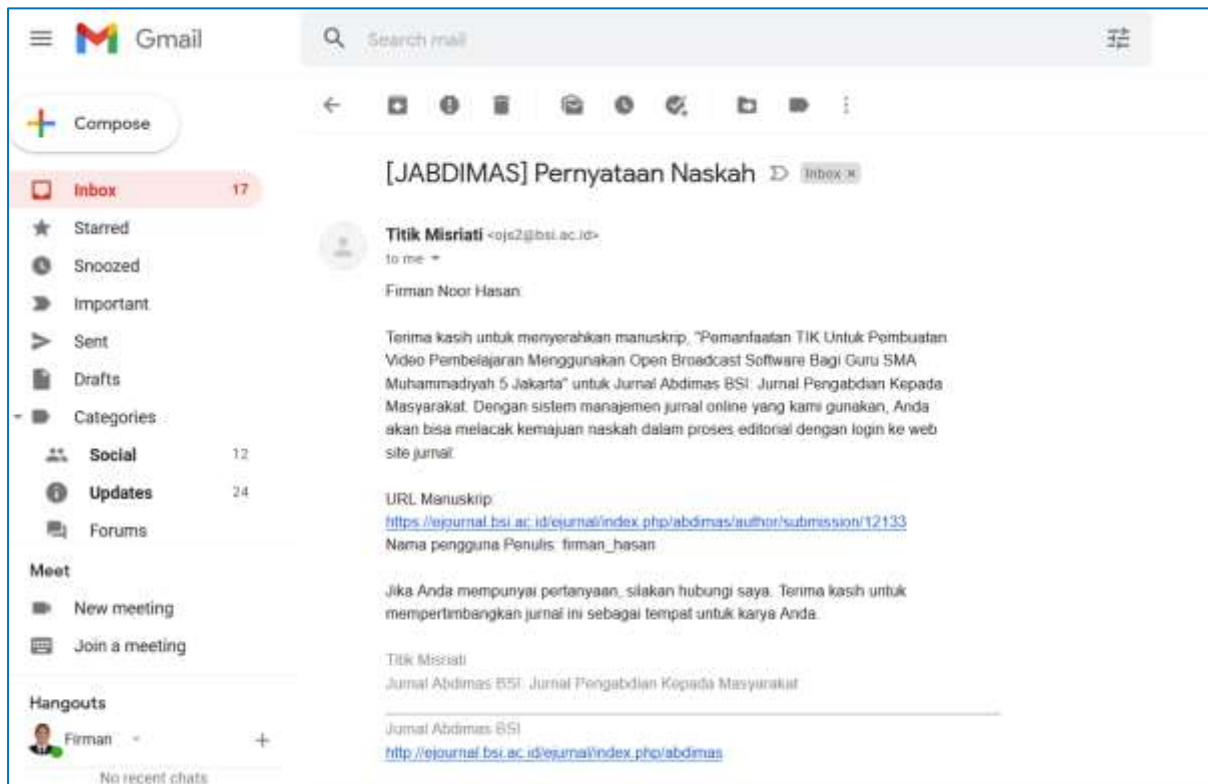 Gmail
Search mail
Compose
[JABDIMAS] Pernyataan Naskah Inbox x
Inbox 17
Starred
Snoozed
Important
Sent
Drafts
Categories
Social 12
Updates 24
Forums
Meet
New meeting
Join a meeting
Hangouts
Firman
No recent chats
Titik Misriati <ojs2@bsi.ac.id>
to me
Firman Noor Hasan:
Terima kasih untuk menyerahkan manuskrip, "Pemanfaatan TIK Untuk Pembuatan
Video Pembelajaran Menggunakan Open Broadcast Software Bagi Guru SMA
Muhammadiyah 5 Jakarta" untuk Jurnal Abdimas BSI: Jurnal Pengabdian Kepada
Masyarakat. Dengan sistem manajemen jurnal online yang kami gunakan, Anda
akan bisa melacak kemajuan naskah dalam proses editorial dengan login ke web
site jurnal:
URL Manuskrip:
https://ejournal.bsi.ac.id/ejurnal/index.php/abdimas/author/submission/12133
Nama pengguna Penulis: firman_hasan
Jika Anda mempunyai pertanyaan, silakan hubungi saya. Terima kasih untuk
mempertimbangkan jurnal ini sebagai tempat untuk karya Anda.
Titik Misriati
Jurnal Abdimas BSI: Jurnal Pengabdian Kepada Masyarakat
Jurnal Abdimas BSI
http://ejournal.bsi.ac.id/ejurnal/index.php/abdimas